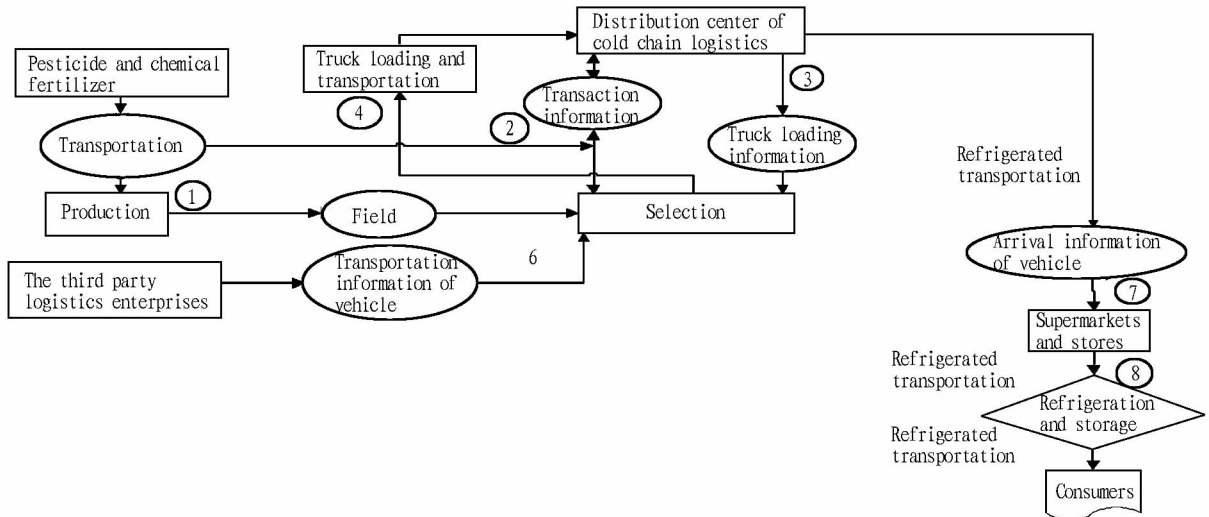 Pesticide and chemical
fertilizer
Transportation
Production
1
Field
The third party
logistics enterprises
Transportation
information of
vehicle
6
Truck loading and
transportation
4
2
Distribution center of
cold chain logistics
Transaction
information
3
Truck loading
information
Selection
Refrigerated
transportation
Arrival information
of vehicle
7
Supermarkets
and stores
Refrigerated
transportation
8
Refrigeration
and storage
Refrigerated
transportation
Consumers